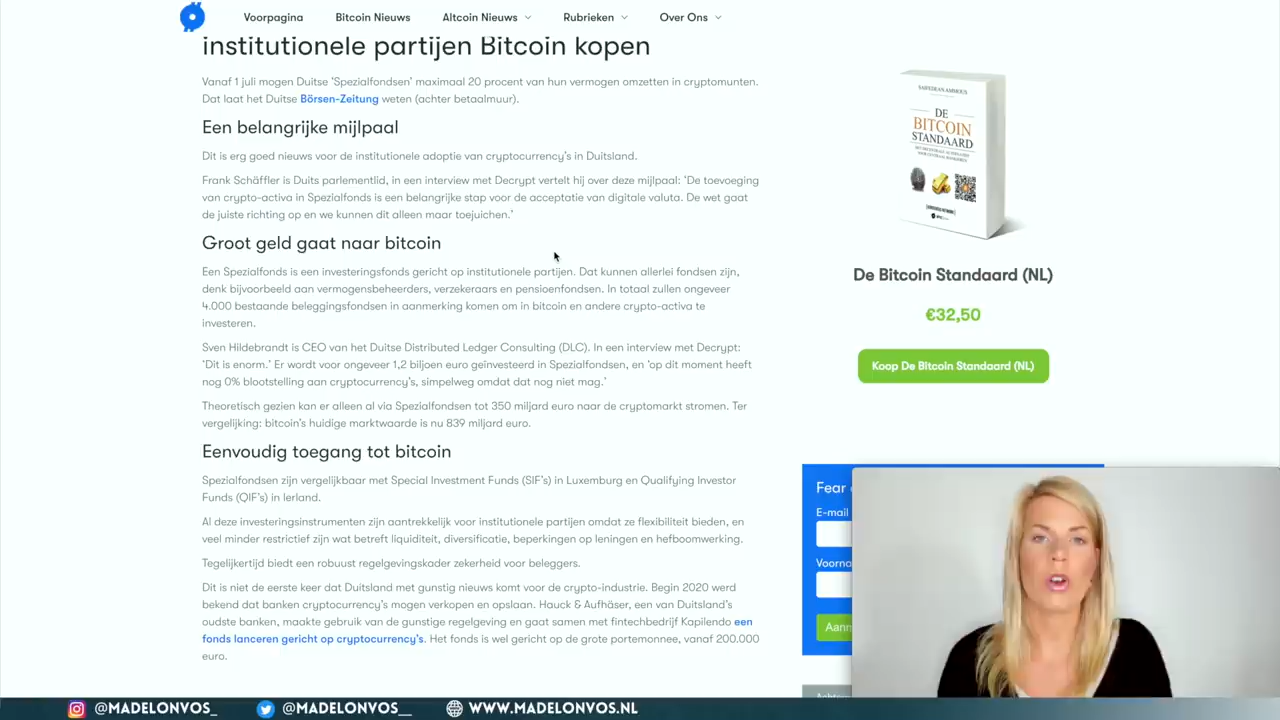 Voorpagina
Bitcoin Nieuws
Altcoin Nieuws
Rubrieken
Over Ons
institutionele partijen Bitcoin kopen
Vanaf 1 juli mogen Duitse 'Spezialfondsen' maximaal 20 procent van hun vermogen omzetten in cryptomunten.
Dat laat het Duitse Börsen-Zeitung weten (achter betaalmuur).
Een belangrijke mijlpaal
Dit is erg goed nieuws voor de institutionele adoptie van cryptocurrency's in Duitsland.
Frank Schäffler is Duits parlementlid, in een interview met Decrypt vertelt hij over deze mijlpaal: 'De toevoeging
van crypto-activa in Spezialfonds is een belangrijke stap voor de acceptatie van digitale valuta. De wet gaat
de juiste richting op en we kunnen dit alleen maar toejuichen.'
Groot geld gaat naar bitcoin
Een Spezialfonds is een investeringsfonds gericht op institutionele partijen. Dat kunnen allerlei fondsen zijn,
denk bijvoorbeeld aan vermogensbeheerders, verzekeraars en pensioenfondsen. In totaal zullen ongeveer
4.000 bestaande beleggingsfondsen in aanmerking komen om in bitcoin en andere crypto-activa te
investeren.
Sven Hildebrandt is CEO van het Duitse Distributed Ledger Consulting (DLC). In een interview met Decrypt:
'Dit is enorm.' Er wordt voor ongeveer 1,2 biljoen euro geïnvesteerd in Spezialfondsen, en 'op dit moment heeft
nog 0% blootstelling aan cryptocurrency's, simpelweg omdat dat nog niet mag.'
Theoretisch gezien kan er alleen al via Spezialfondsen tot 350 miljard euro naar de cryptomarkt stromen. Ter
vergelijking: bitcoin's huidige marktwaarde is nu 839 miljard euro.
Eenvoudig toegang tot bitcoin
Spezialfondsen zijn vergelijkbaar met Special Investment Funds (SIF's) in Luxemburg en Qualifying Investor
Funds (QIF's) in Ierland.
Al deze investeringsinstrumenten zijn aantrekkelijk voor institutionele partijen omdat ze flexibiliteit bieden, en
veel minder restrictief zijn wat betreft liquiditeit, diversificatie, beperkingen op leningen en hefboomwerking.
Tegelijkertijd biedt een robuust regelgevingskader zekerheid voor beleggers.
Dit is niet de eerste keer dat Duitsland met gunstig nieuws komt voor de crypto-industrie. Begin 2020 werd
bekend dat banken cryptocurrency's mogen verkopen en opslaan. Hauck & Aufhäser, een van Duitsland's
oudste banken, maakte gebruik van de gunstige regelgeving en gaat samen met fintechbedrijf Kapilendo een
fonds lanceren gericht op cryptocurrency's. Het fonds is wel gericht op de grote portemonnee, vanaf 200.000
euro.
SAIFEDEAN AMMOUS
DE
BITCOIN
STANDAARD
De Bitcoin Standaard (NL)
€32,50
Koop De Bitcoin Standaard (NL)
Fear
E-mail
Voorna
Aanm
@MADELONVOS_
@MADELONVOS__
WWW.MADELONVOS.NL